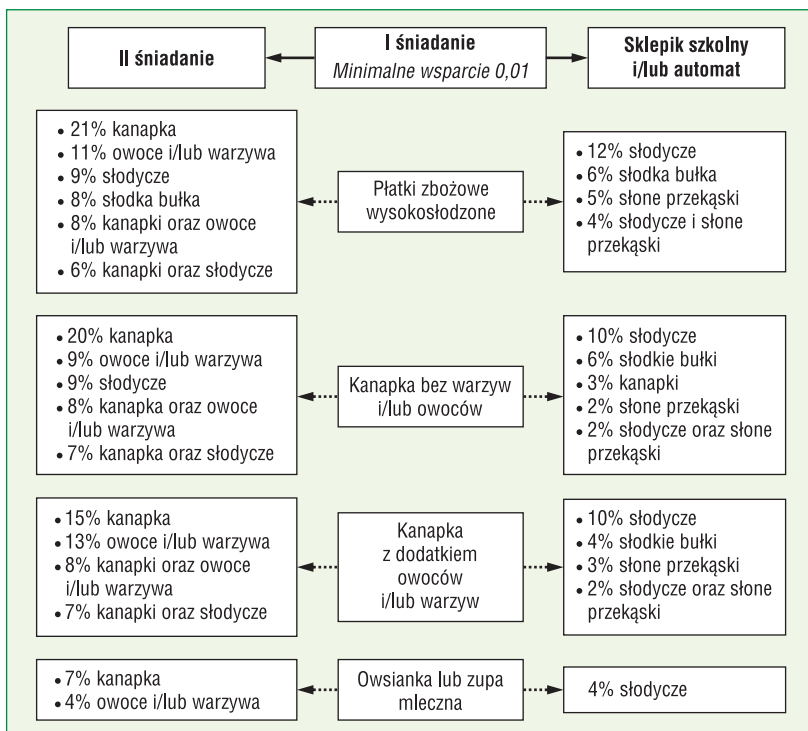 II śniadanie
I śniadanie
Minimalne wsparcie 0,01
Sklepik szkolny
i/lub automat
• 21% kanapka
• 11% owoce i/lub warzywa
• 9% słodycze
• 8% słodka bułka
• 8% kanapki oraz owoce
i/lub warzywa
• 6% kanapki oraz słodycze
Płatki zbożowe
wysokosłodzone
• 12% słodycze
• 6% słodka bułka
• 5% słone przekąski
• 4% słodycze i słone
przekąski
• 20% kanapka
• 9% owoce i/lub warzywa
• 9% słodycze
• 8% kanapka oraz owoce
i/lub warzywa
• 7% kanapka oraz słodycze
Kanapka bez warzyw
i/lub owoców
• 10% słodycze
• 6% słodkie bułki
• 3% kanapki
• 2% słone przekąski
• 2% słodycze oraz słone
przekąski
• 15% kanapka
• 13% owoce i/lub warzywa
• 8% kanapki oraz owoce
i/lub warzywa
• 7% kanapki oraz słodycze
Kanapka
z dodatkiem
owoców
i/lub warzyw
• 10% słodycze
• 4% słodkie bułki
• 3% słone przekąski
• 2% słodycze oraz słone
przekąski
• 7% kanapka
• 4% owoce i/lub warzywa
Owsianka lub zupa
mleczna
4% słodycze